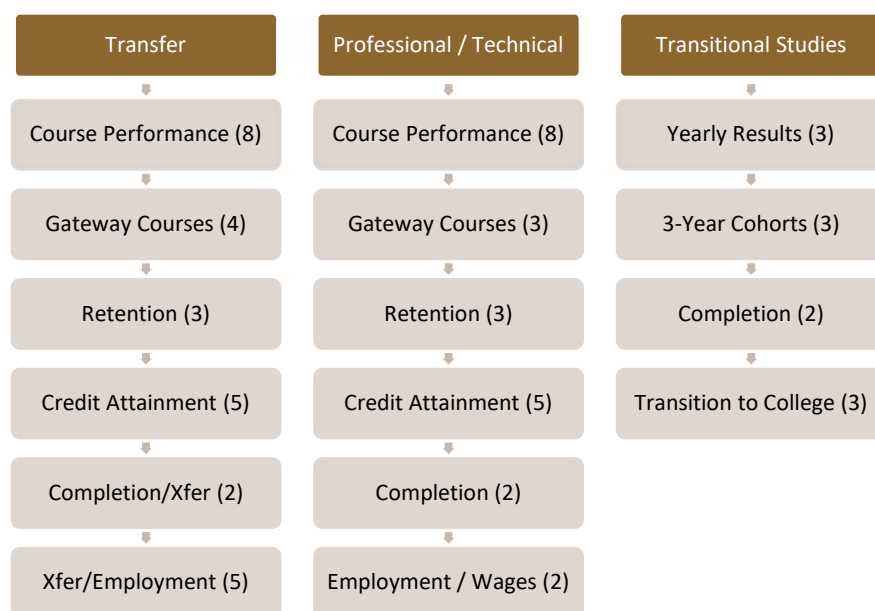 Transfer
Course Performance (8)
Gateway Courses (4)
Retention (3)
Credit Attainment (5)
Completion/Xfer (2)
Xfer/Employment (5)
Professional / Technical
Course Performance (8)
Gateway Courses (3)
Retention (3)
Credit Attainment (5)
Completion (2)
Employment / Wages (2)
Transitional Studies
Yearly Results (3)
3-Year Cohorts (3)
Completion (2)
Transition to College (3)